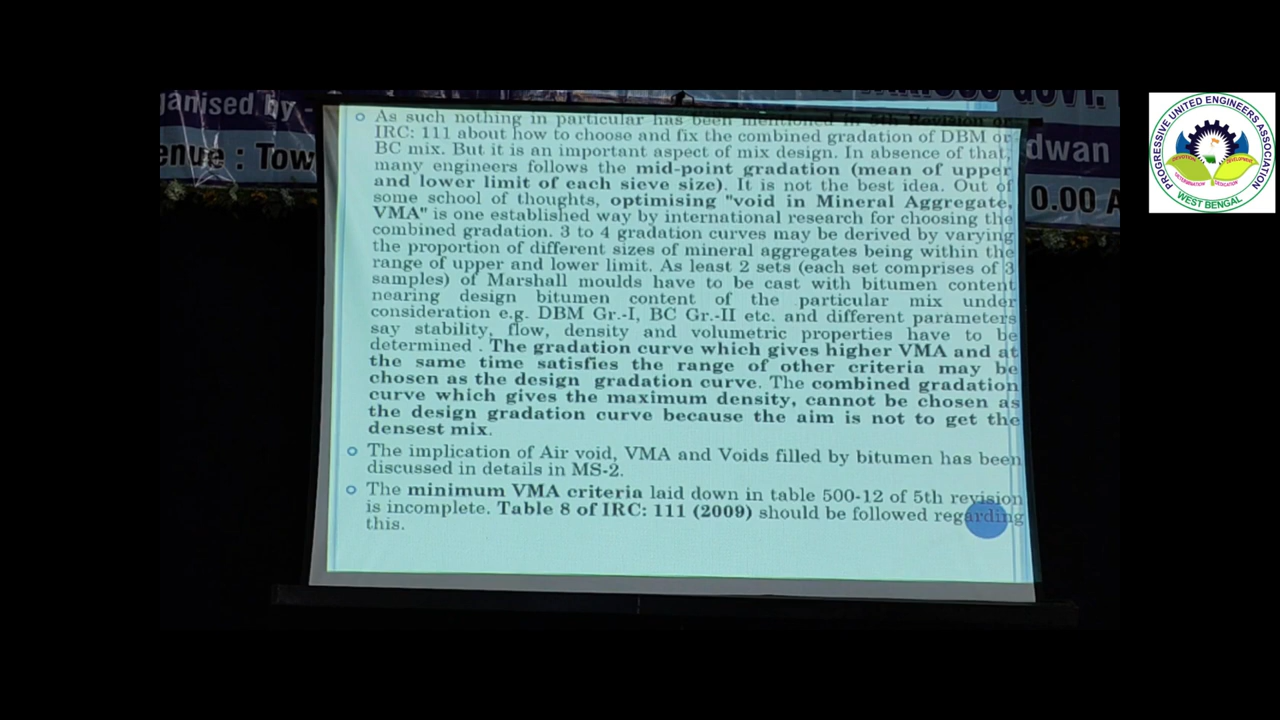 ganised by -
GOVT.
enue : Tow
dwan
0.00 A
As such nothing in particular has been mentioned in 5th Revision or
IRC: 111 about how to choose and fix the combined gradation of DBM or
BC mix. But it is an important aspect of mix design. In absence of that,
many engineers follows the mid-point gradation (mean of upper
and lower limit of each sieve size). It is not the best idea. Out of
some school of thoughts, optimising "void in Mineral Aggregate,
VMA" is one established way by international research for choosing the
combined gradation. 3 to 4 gradation curves may be derived by varying
the proportion of different sizes of mineral aggregates being within the
range of upper and lower limit. As least 2 sets (each set comprises of 3
samples) of Marshall moulds have to be cast with bitumen content
nearing design bitumen content of the particular mix under
consideration e.g. DBM Gr.-I, BC Gr.-II etc. and different parameters
say stability, flow, density and volumetric properties have to be
determined . The gradation curve which gives higher VMA and at
the same time satisfies the range of other criteria may be
chosen as the design gradation curve. The combined gradation
curve which gives the maximum density, cannot be chosen as
the design gradation curve because the aim is not to get the
densest mix.
The implication of Air void, VMA and Voids filled by bitumen has been
discussed in details in MS-2.
The minimum VMA criteria laid down in table 500-12 of 5th revision
is incomplete. Table 8 of IRC: 111 (2009) should be followed regarding
this.
PROGRESSIVE UNITED ENGINEERS ASSOCIATION
WEST BENGAL